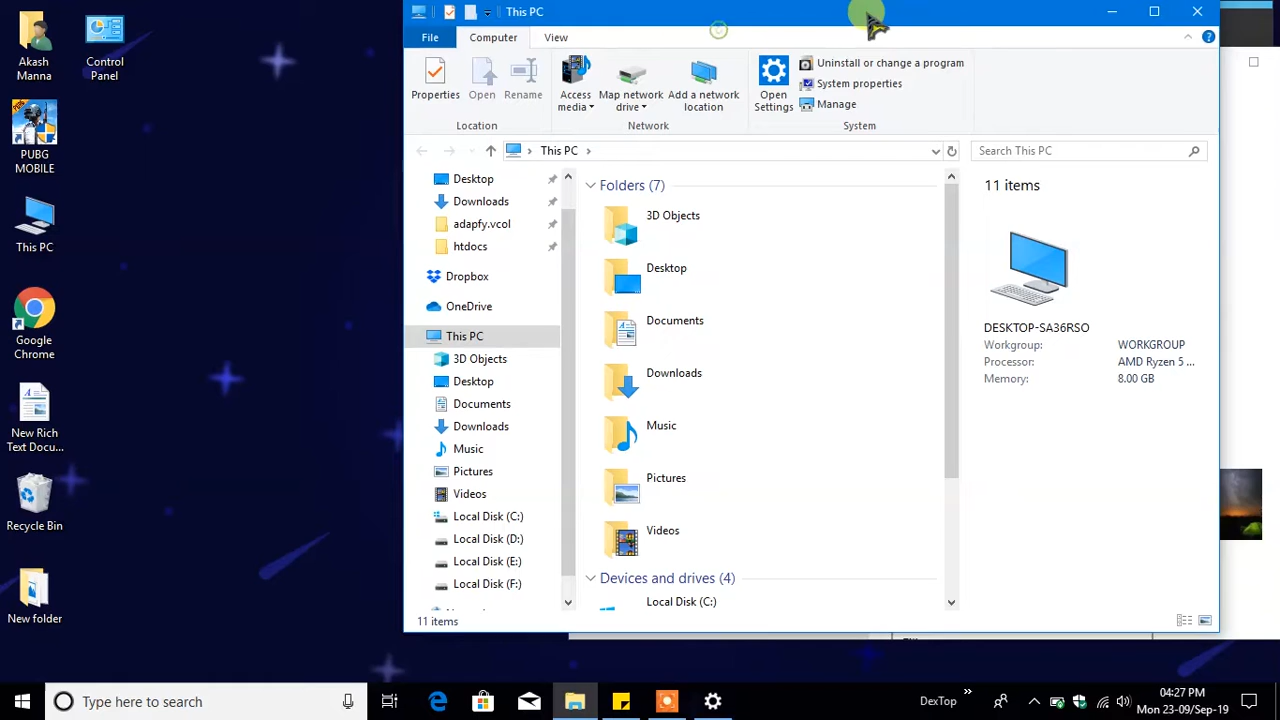 Akash
Manna
Control
Panel
PUBG
MOBILE
This PC
Google
Chrome
New Rich
Text Docu...
Recycle Bin
New folder
This PC
File
Computer
View
Properties
Open
Rename
Access
media
Map network
drive
Add a network
location
Open
Settings
Uninstall or change a program
System properties
Manage
Location
Network
System
This PC
Search This PC
Desktop
Downloads
adapfy.vcol
htdocs
Dropbox
OneDrive
This PC
3D Objects
Desktop
Documents
Downloads
Music
Pictures
Videos
Local Disk (C:)
Local Disk (D:)
Local Disk (E:)
Local Disk (F:)
Folders (7)
3D Objects
Desktop
Documents
Downloads
Music
Pictures
Videos
Devices and drives (4)
Local Disk (C:)
11 items
DESKTOP-SA36RSO
Workgroup: WORKGROUP
Processor: AMD Ryzen 5 ...
Memory: 8.00 GB
11 items
Type here to search
DexTop
04:27 PM
Mon 23-09/Sep-19